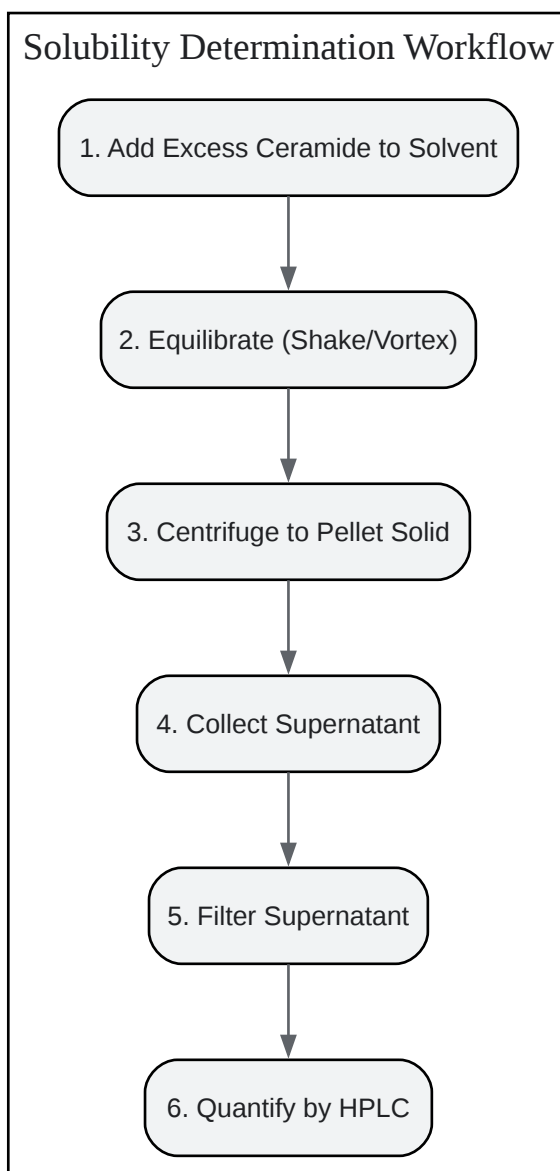 Solubility Determination Workflow
1. Add Excess Ceramide to Solvent
2. Equilibrate (Shake/Vortex)
3. Centrifuge to Pellet Solid
4. Collect Supernatant
5. Filter Supernatant
6. Quantify by HPLC